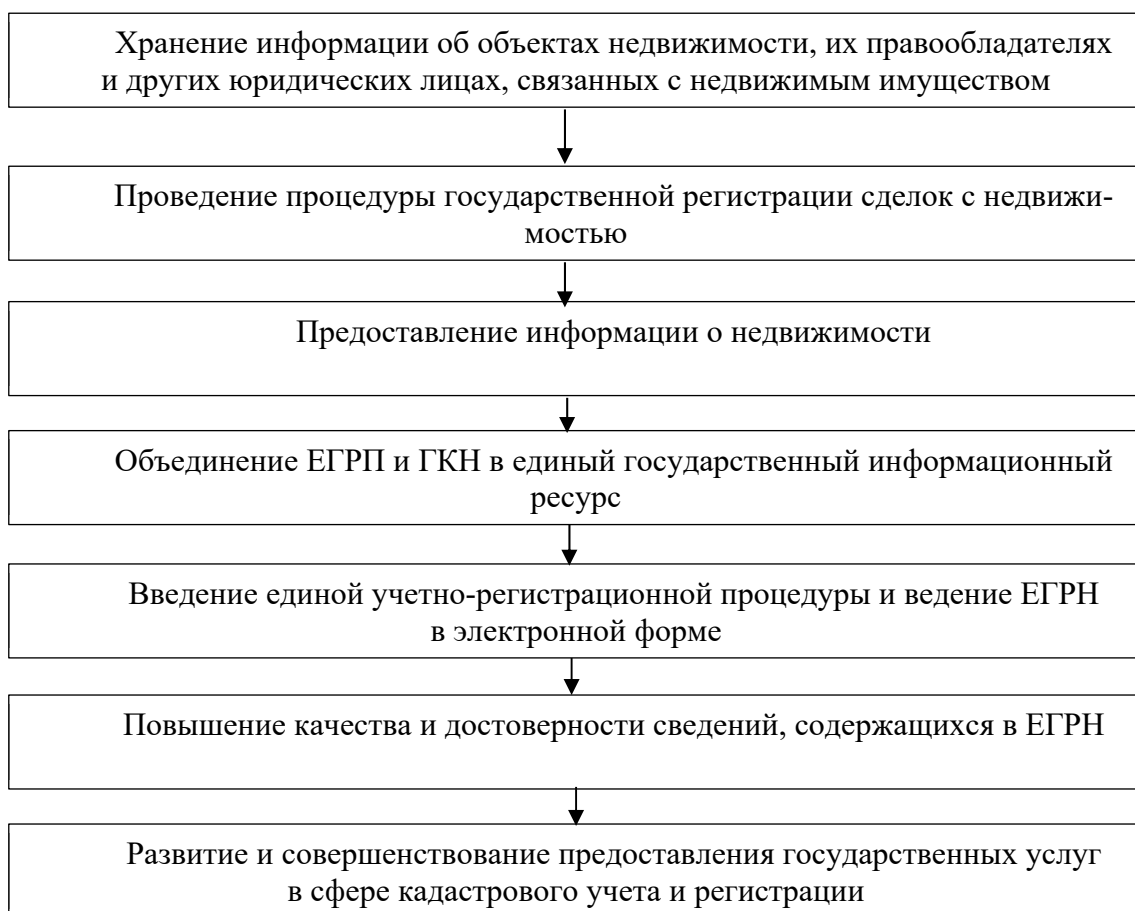 Хранение информации об объектах недвижимости, их правообладателях
и других юридических лицах, связанных с недвижимым имуществом
Проведение процедуры государственной регистрации сделок с недвижи-
мостью
Предоставление информации о недвижимости
Объединение ЕГРП и ГКН в единый государственный информационный
ресурс
Введение единой учетно-регистрационной процедуры и ведение ЕГРН
в электронной форме
Повышение качества и достоверности сведений, содержащихся в ЕГРН
Развитие и совершенствование предоставления государственных услуг
в сфере кадастрового учета и регистрации